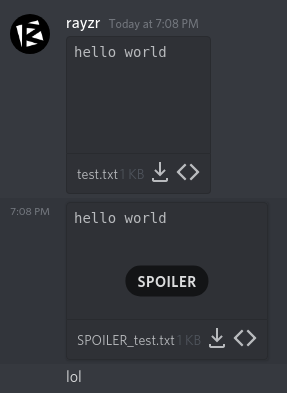 rayzr Today at 7:08 PM
hello world
test.txt 1 KB
7:08 PM
hello world
SPOILER
SPOILER_test.txt 1 KB
lol